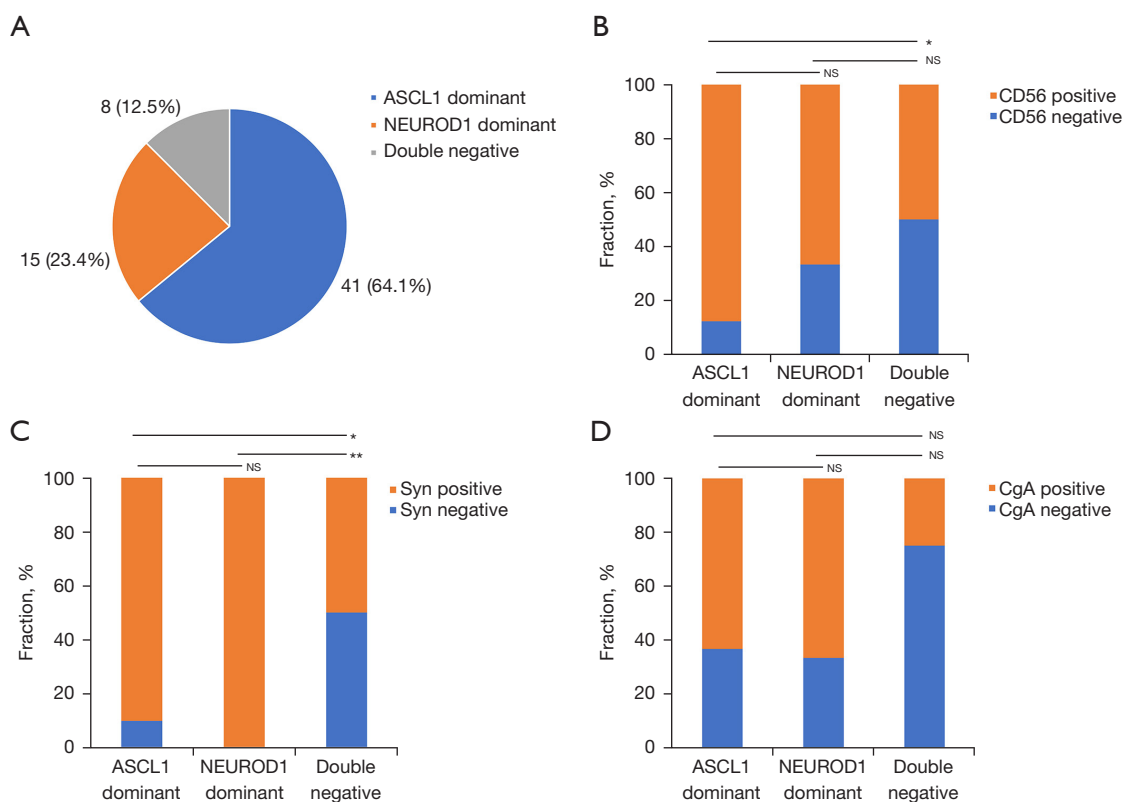 A
8 (12.5%)
15 (23.4%)
41 (64.1%)
ASCL1 dominant
NEUROD1 dominant
Double negative
B
*
NS
NS
Fraction, %
100
80
60
40
20
0
ASCL1
dominant
NEUROD1
dominant
Double
negative
CD56 positive
CD56 negative
C
*
**
NS
Fraction, %
100
80
60
40
20
0
ASCL1
dominant
NEUROD1
dominant
Double
negative
Syn positive
Syn negative
D
NS
NS
NS
Fraction, %
100
80
60
40
20
0
ASCL1
dominant
NEUROD1
dominant
Double
negative
CgA positive
CgA negative